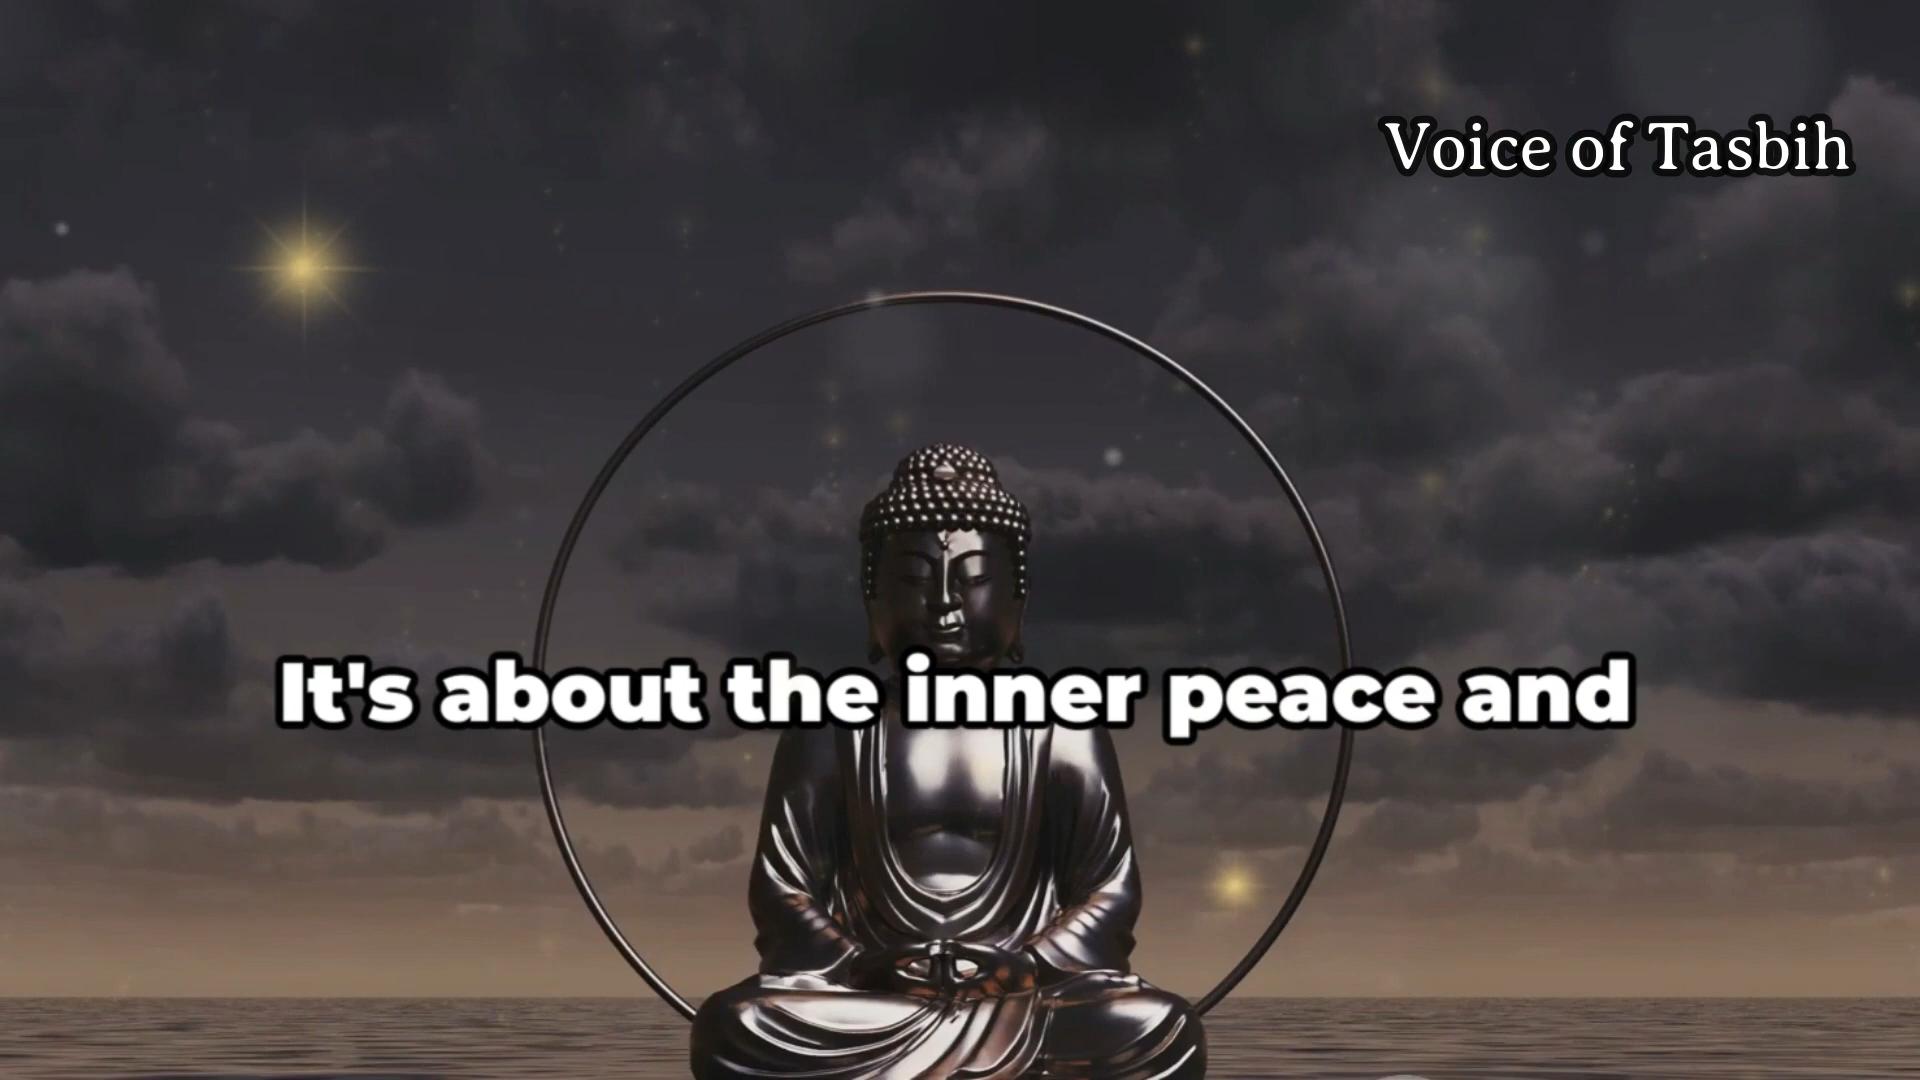 Voice of Tasbih
It's about the inner peace and